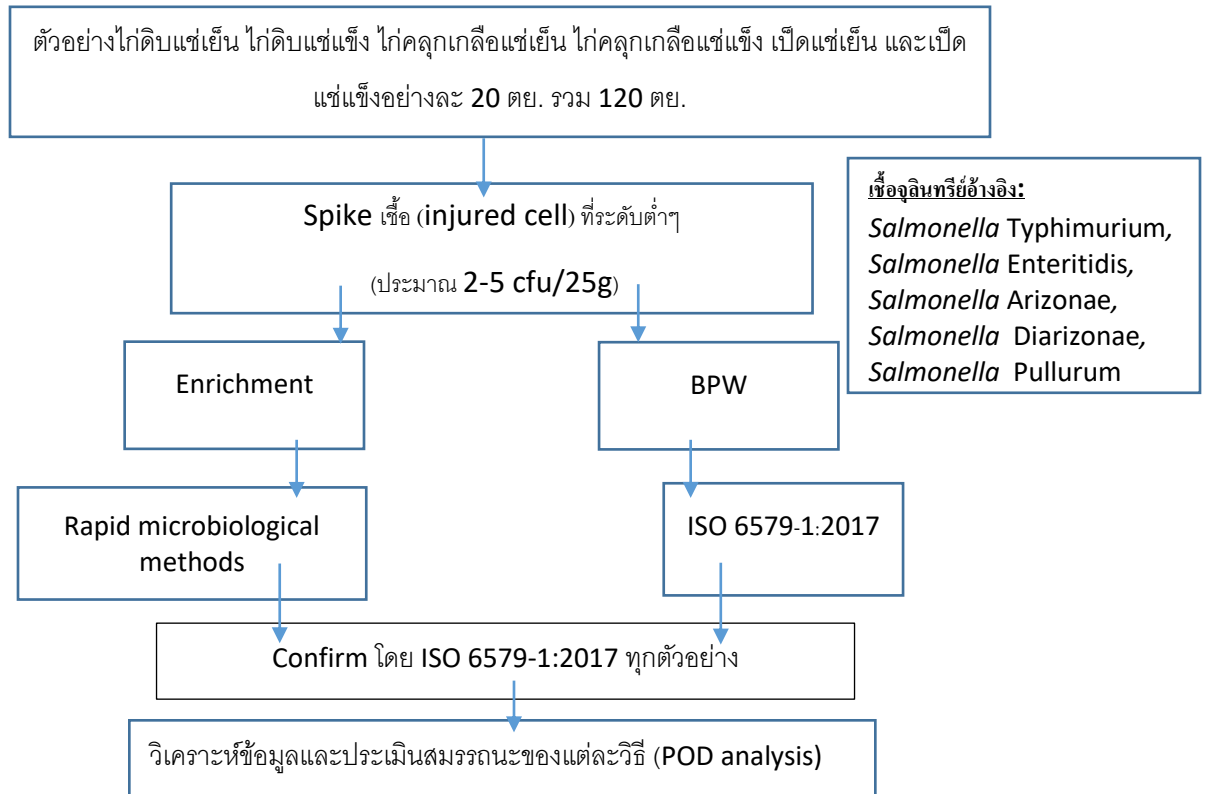 ตัวอย่างไก่ดิบแช่เย็น ไก่ดิบแช่แข็ง ไก่คลุกเกลือแช่เย็น ไก่คลุกเกลือแช่แข็ง เป็ดแช่เย็น และเป็ด
แช่แข็งอย่างละ 20 ตย. รวม 120 ตย.
Spike เชื้อ (injured cell) ที่ระดับต่ำๆ
(ประมาณ 2-5 cfu/25g)
เชื้อจุลินทรีย์อ้างอิง:
Salmonella Typhimurium,
Salmonella Enteritidis,
Salmonella Arizonae,
Salmonella Diarizonae,
Salmonella Pullurum
Enrichment
BPW
Rapid microbiological
methods
ISO 6579-1:2017
Confirm โดย ISO 6579-1:2017 ทุกตัวอย่าง
วิเคราะห์ข้อมูลและประเมินสมรรถนะของแต่ละวิธี (POD analysis)